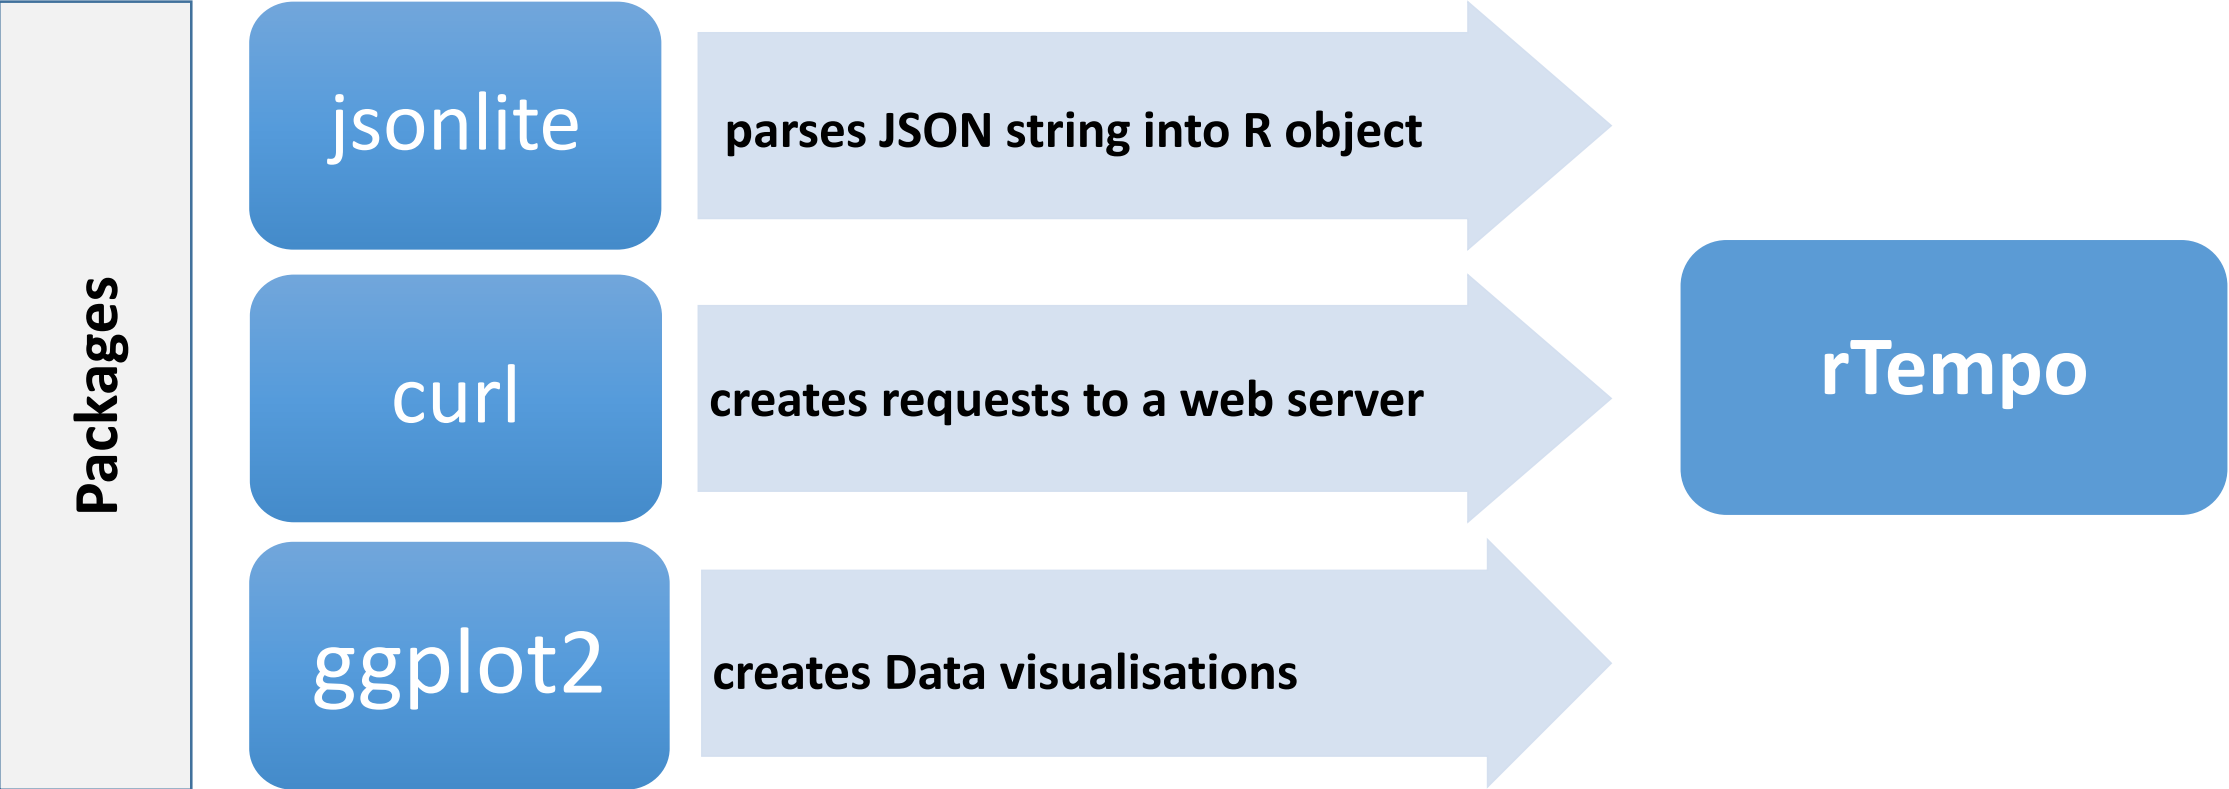 Packages
jsonlite
parses JSON string into R object
curl
creates requests to a web server
rTempo
ggplot2
creates Data visualisations